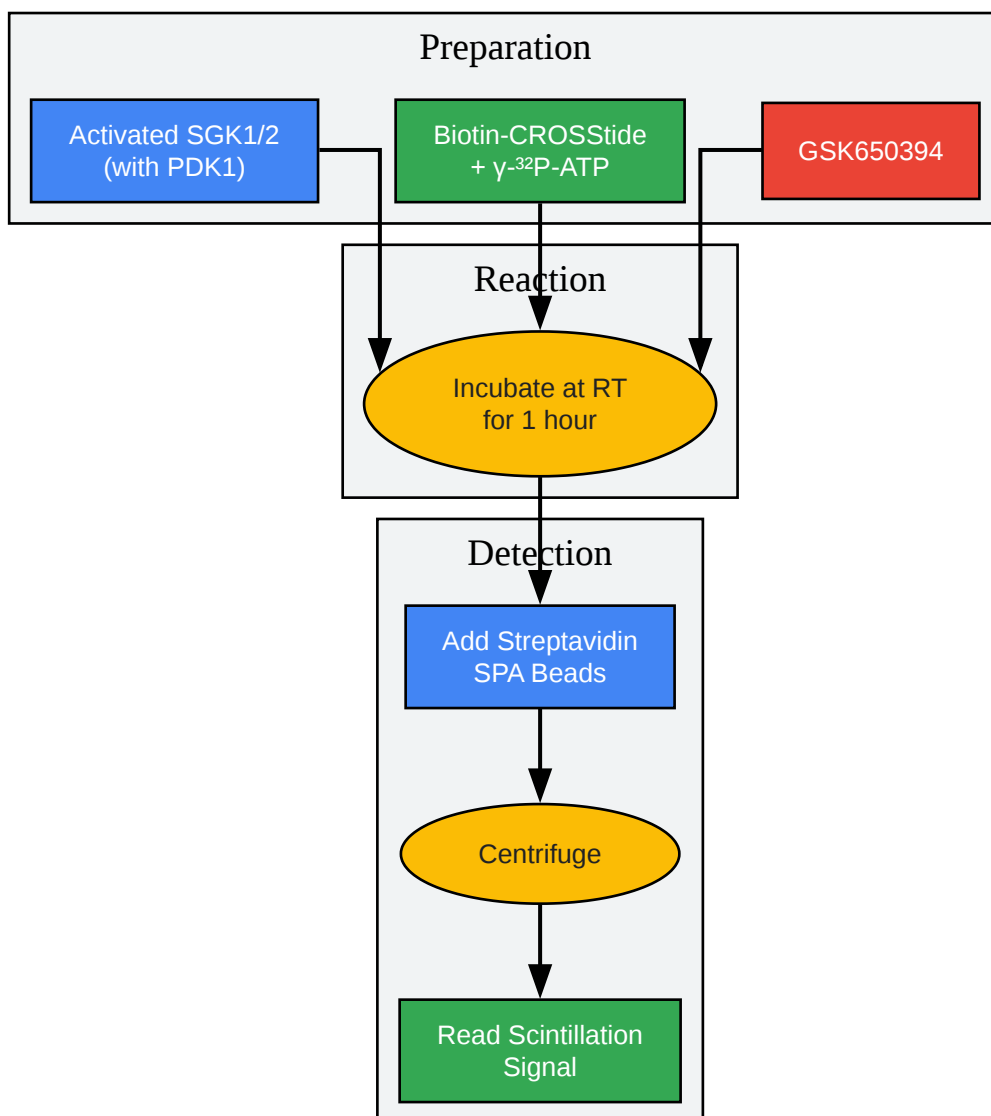 Preparation
Activated SGK1/2
(with PDK1)
Biotin-CROSStide
+ γ-³²P-ATP
GSK650394
Reaction
Incubate at RT
for 1 hour
Detection
Add Streptavidin
SPA Beads
Centrifuge
Read Scintillation
Signal